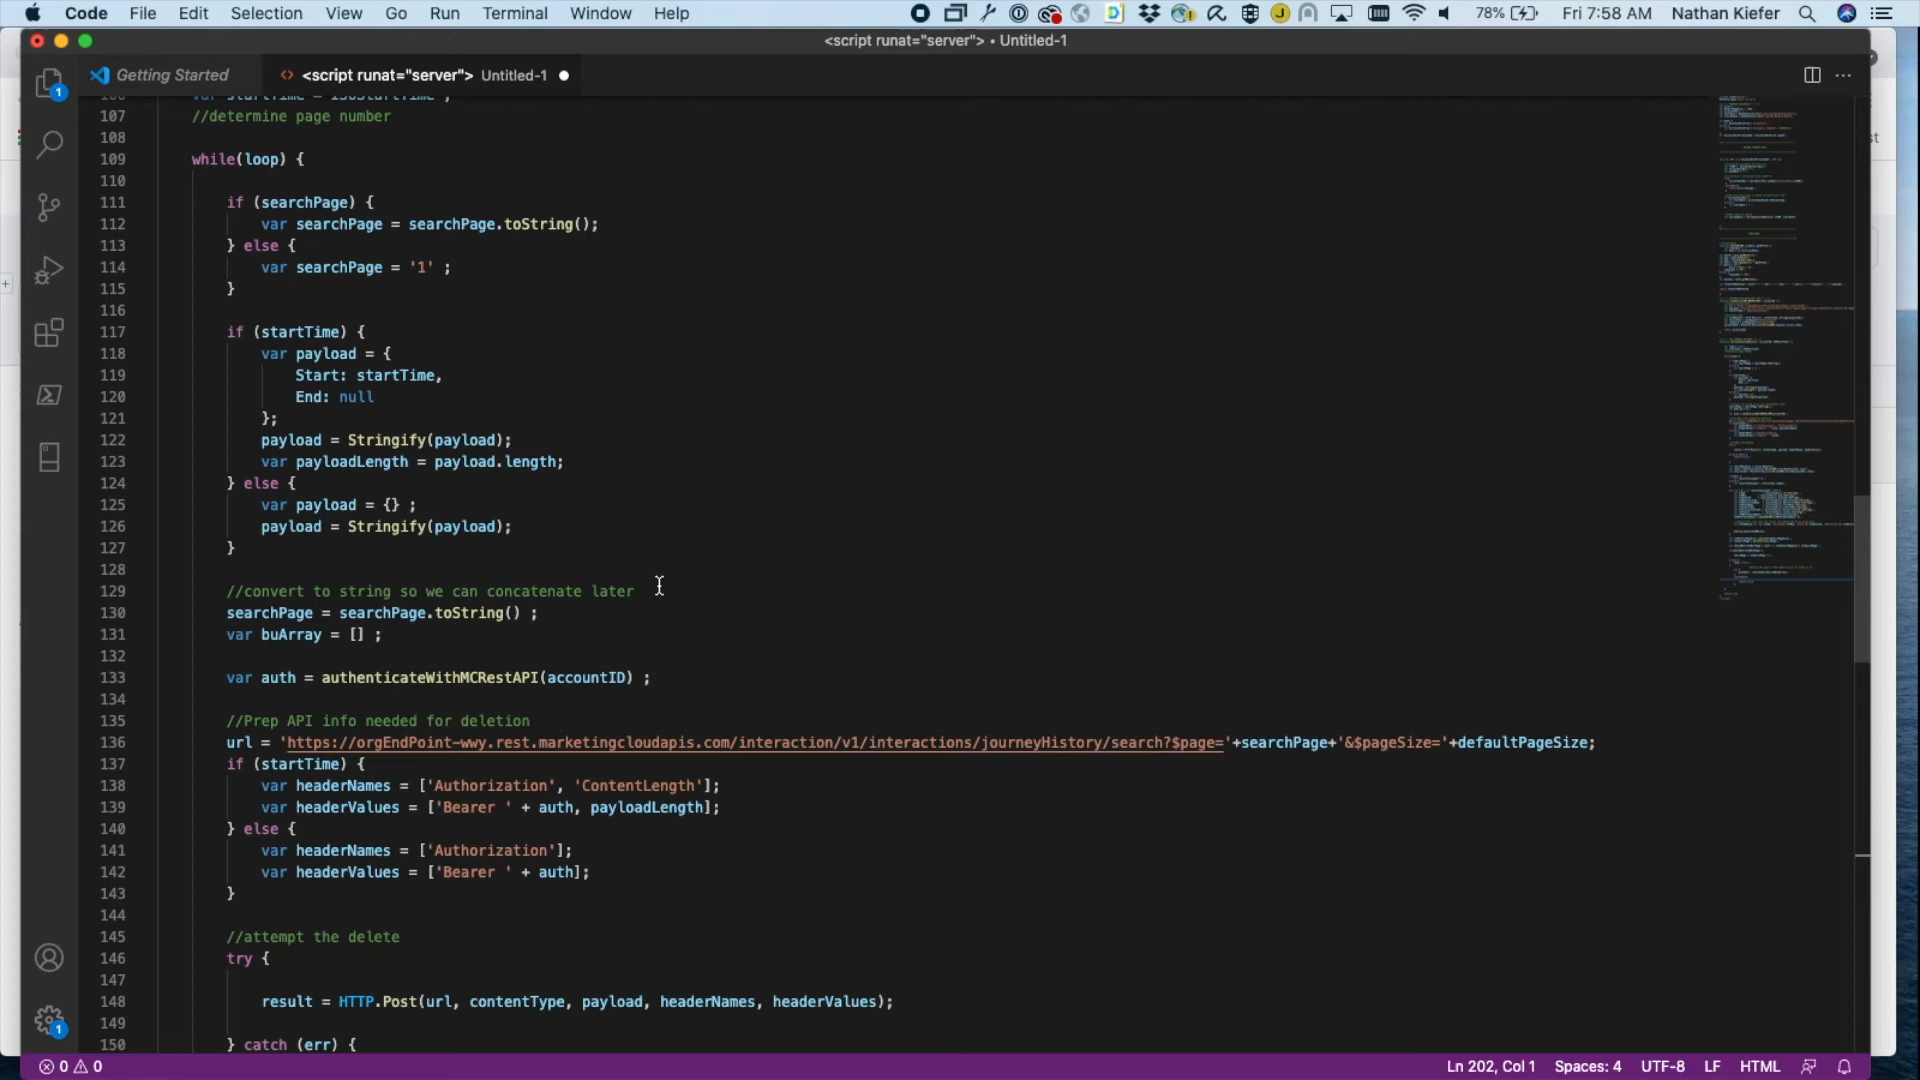 Code File Edit Selection View Go Run Terminal Window Help 78% Fri 7:58 AM Nathan Kiefer
<script runat="server"> • Untitled-1
Getting Started <script runat="server"> Untitled-1
107 //determine page number
108
109 while(loop) {
110
111 if (searchPage) {
112 var searchPage = searchPage.toString();
113 } else {
114 var searchPage = '1' ;
115 }
116
117 if (startTime) {
118 var payload = {
119 Start: startTime,
120 End: null
121 };
122 payload = Stringify(payload);
123 var payloadLength = payload.length;
124 } else {
125 var payload = {} ;
126 payload = Stringify(payload);
127 }
128
129 //convert to string so we can concatenate later
130 searchPage = searchPage.toString() ;
131 var buArray = [] ;
132
133 var auth = authenticateWithMCRestAPI(accountID) ;
134
135 //Prep API info needed for deletion
136 url = 'https://orgEndPoint-wwy.rest.marketingcloudapis.com/interaction/v1/interactions/journeyHistory/search?$page='+searchPage+'&$pageSize='+defaultPageSize;
137 if (startTime) {
138 var headerNames = ['Authorization', 'ContentLength'];
139 var headerValues = ['Bearer ' + auth, payloadLength];
140 } else {
141 var headerNames = ['Authorization'];
142 var headerValues = ['Bearer ' + auth];
143 }
144
145 //attempt the delete
146 try {
147
148 result = HTTP.Post(url, contentType, payload, headerNames, headerValues);
149
150 } catch (err) {
0 0 Ln 202, Col 1 Spaces: 4 UTF-8 LF HTML